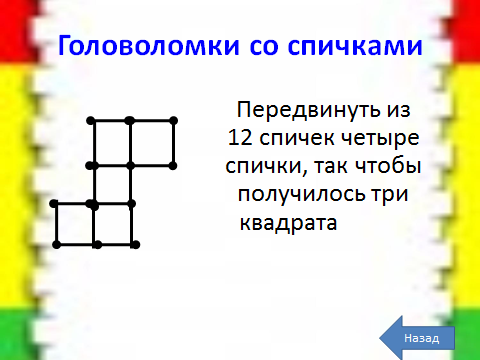 Головоломки со спичками
Передвинуть из
12 спичек четыре
спички, так чтобы
получилось три
квадрата
Назад